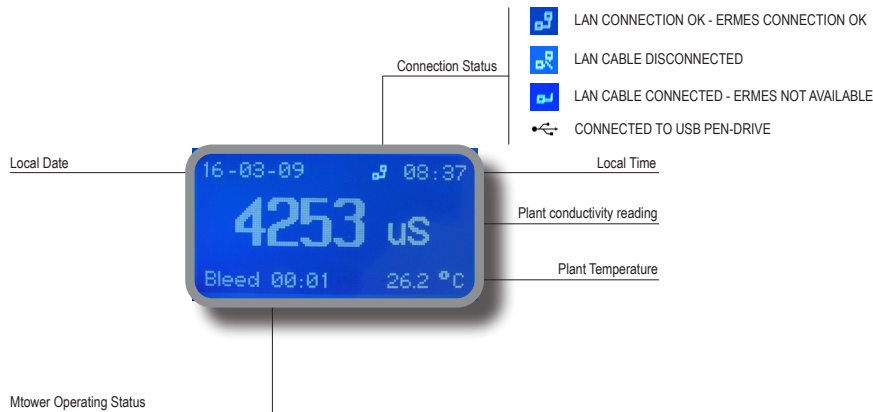 LAN CONNECTION OK - ERMES CONNECTION OK
Connection Status
LAN CABLE DISCONNECTED
LAN CABLE CONNECTED - ERMES NOT AVAILABLE
CONNECTED TO USB PEN-DRIVE
Local Date
Local Time
16-03-09 08:37
4253 uS
Plant conductivity reading
Plant Temperature
Bleed 00:01 26.2 °C
Mtower Operating Status